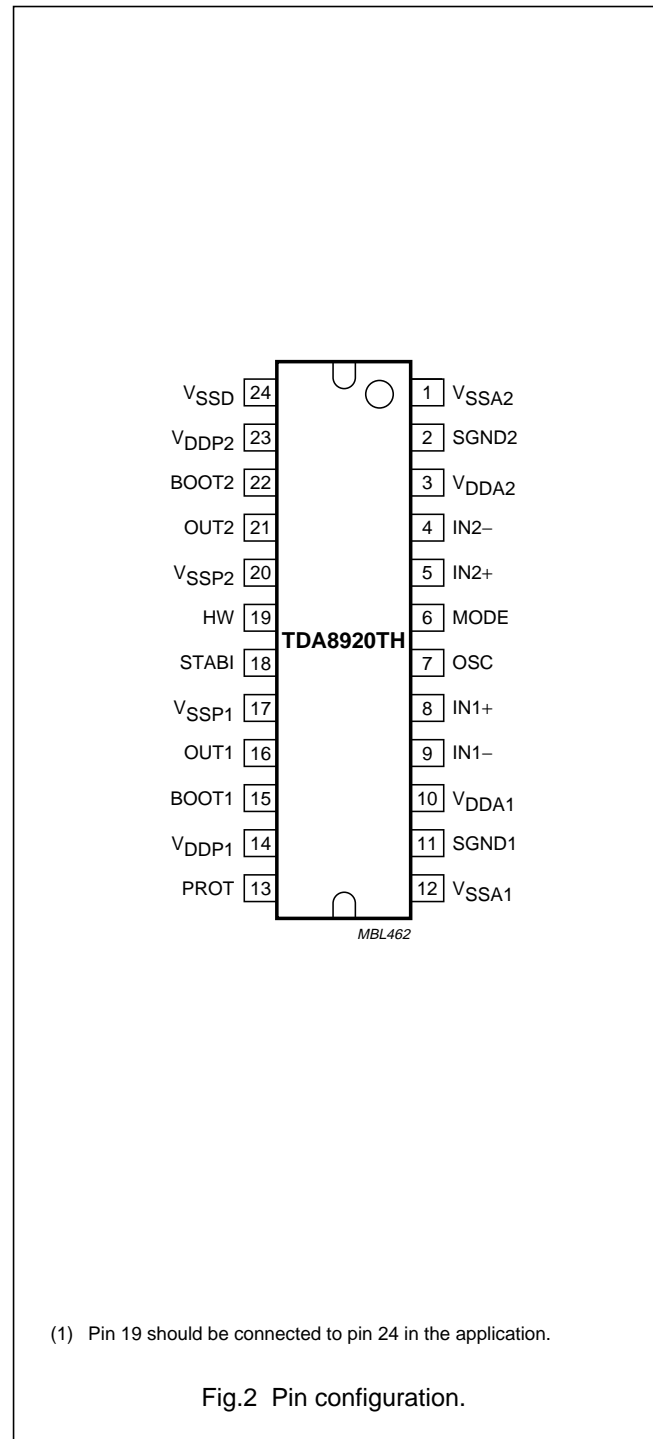 VSSD 24 1 VSSA2
VDDP2 23 2 SGND2
BOOT2 22 3 VDDA2
OUT2 21 4 IN2−
VSSP2 20 5 IN2+
HW 19 6 MODE
TDA8920TH
STABI 18 7 OSC
VSSP1 17 8 IN1+
OUT1 16 9 IN1−
BOOT1 15 10 VDDA1
VDDP1 14 11 SGND1
PROT 13 12 VSSA1
MBL462
(1) Pin 19 should be connected to pin 24 in the application.
Fig.2 Pin configuration.